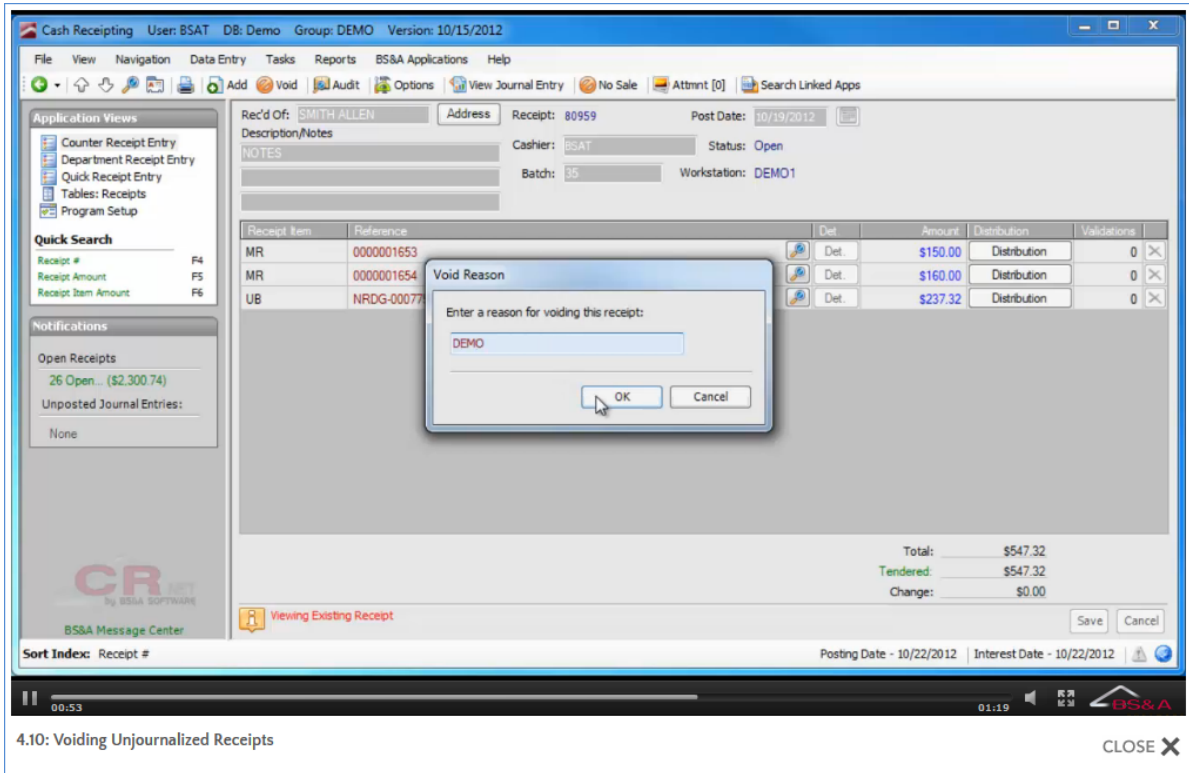 Cash Receipting User: BSAT DB: Demo Group: DEMO Version: 10/15/2012
File View Navigation Data Entry Tasks Reports BS&A Applications Help
Add Void Audit Options View Journal Entry No Sale Attmnt [0] Search Linked Apps
Application Views
Counter Receipt Entry
Department Receipt Entry
Quick Receipt Entry
Tables: Receipts
Program Setup
Quick Search
Receipt # F4
Receipt Amount F5
Receipt Item Amount F6
Notifications
Open Receipts
26 Open... ($2,300.74)
Unposted Journal Entries:
None
CR.NET
by BS&A SOFTWARE
BS&A Message Center
Rec'd Of: SMITH ALLEN Address Receipt: 80959 Post Date: 10/19/2012
Description/Notes
NOTES
Cashier: BSAT Status: Open
Batch: 35 Workstation: DEMO1
Receipt Item Reference Det Amount Distribution Validations
MR 0000001653 Det. $150.00 Distribution 0
MR 0000001654 Det. $160.00 Distribution 0
UB NRDG-00077 Det. $237.32 Distribution 0
Void Reason
Enter a reason for voiding this receipt:
DEMO
OK Cancel
Total: $547.32
Tendered: $547.32
Change: $0.00
Viewing Existing Receipt
Save Cancel
Sort Index: Receipt # Posting Date - 10/22/2012 Interest Date - 10/22/2012
00:53 01:19 BS&A
4.10: Voiding Unjournalized Receipts
CLOSE